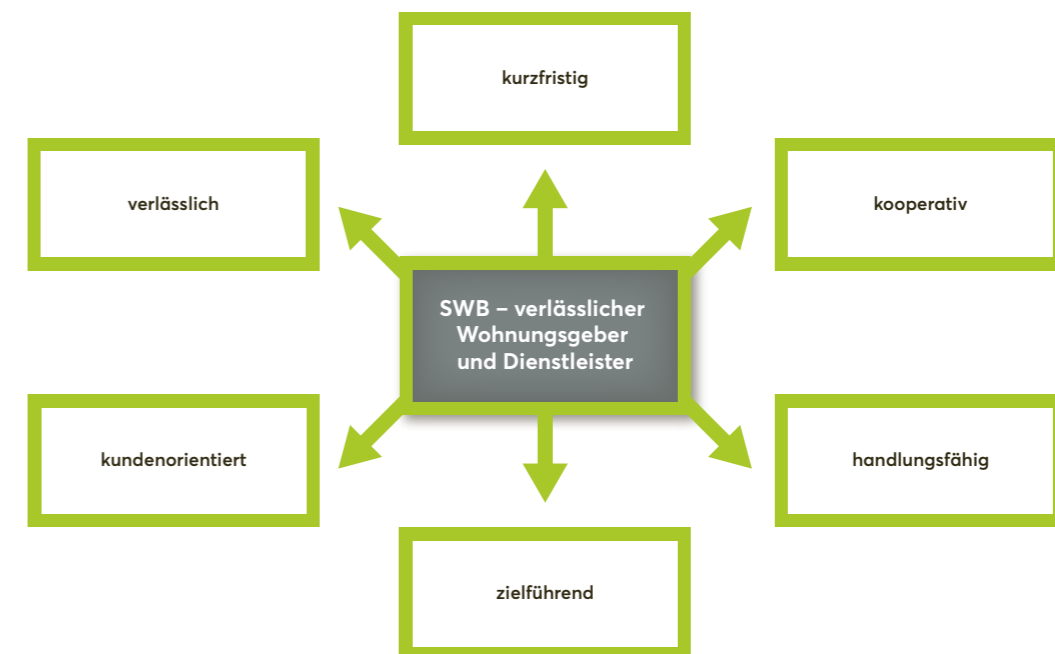 kurzfristig
verlässlich
kooperativ
SWB – verlässlicher
Wohnungsgeber
und Dienstleister
kundenorientiert
handlungsfähig
zielführend